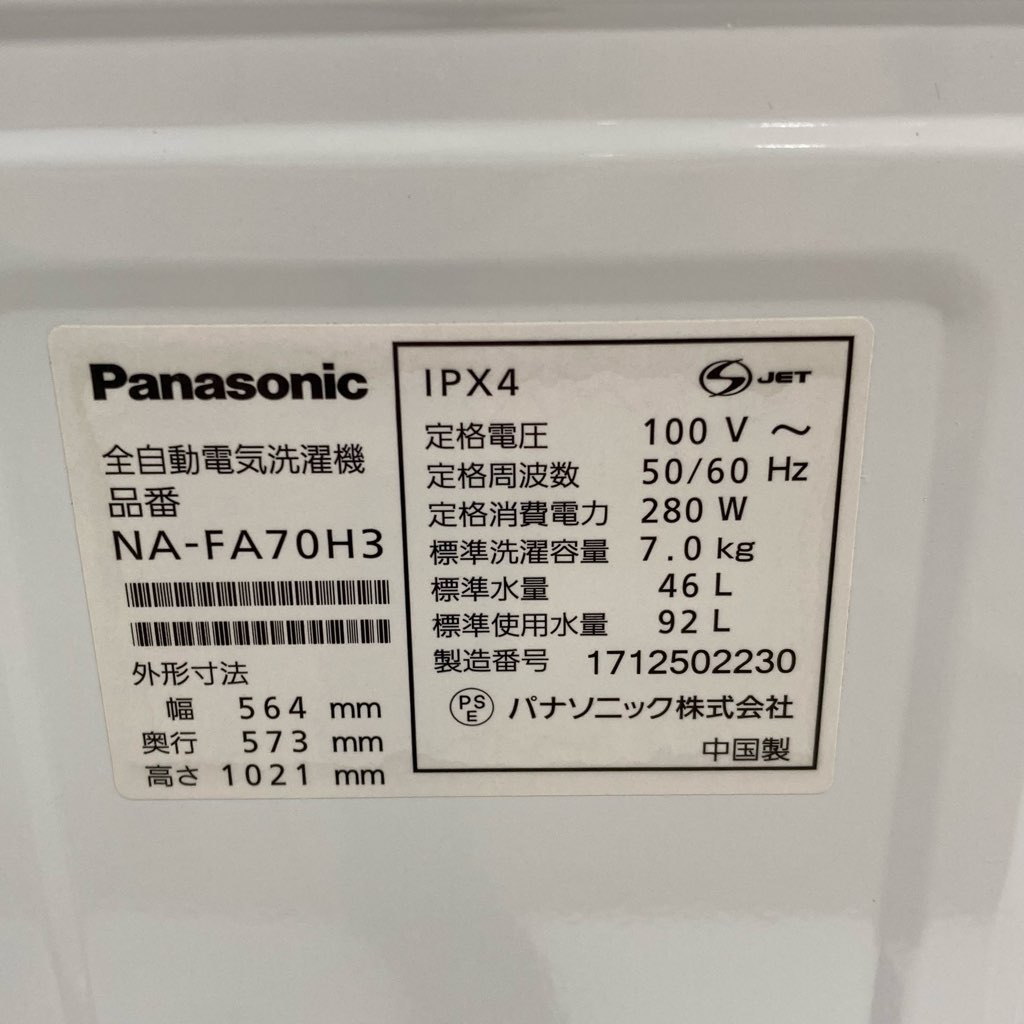 Panasonic
全自動電気洗濯機
品番
NA-FA70H3
外形寸法
幅 564 mm
奥行 573 mm
高さ 1021 mm
IPX4
S JET
定格電圧 100 V ～
定格周波数 50/60 Hz
定格消費電力 280 W
標準洗濯容量 7.0 kg
標準水量 46 L
標準使用水量 92 L
製造番号 1712502230
PSE パナソニック株式会社
中国製